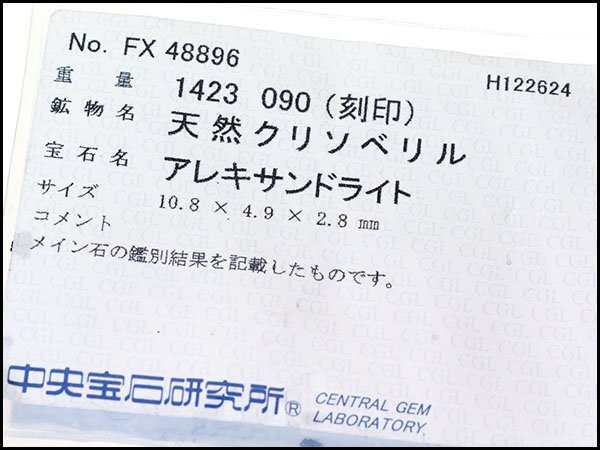 No. FX 48896
H122624
重量 1423 090 (刻印)
鉱物名 天然クリソベリル
宝石名 アレキサンドライト
サイズ 10.8 × 4.9 × 2.8 mm
コメント
メイン石の鑑別結果を記載したものです。
中央宝石研究所® CENTRAL GEM LABORATORY